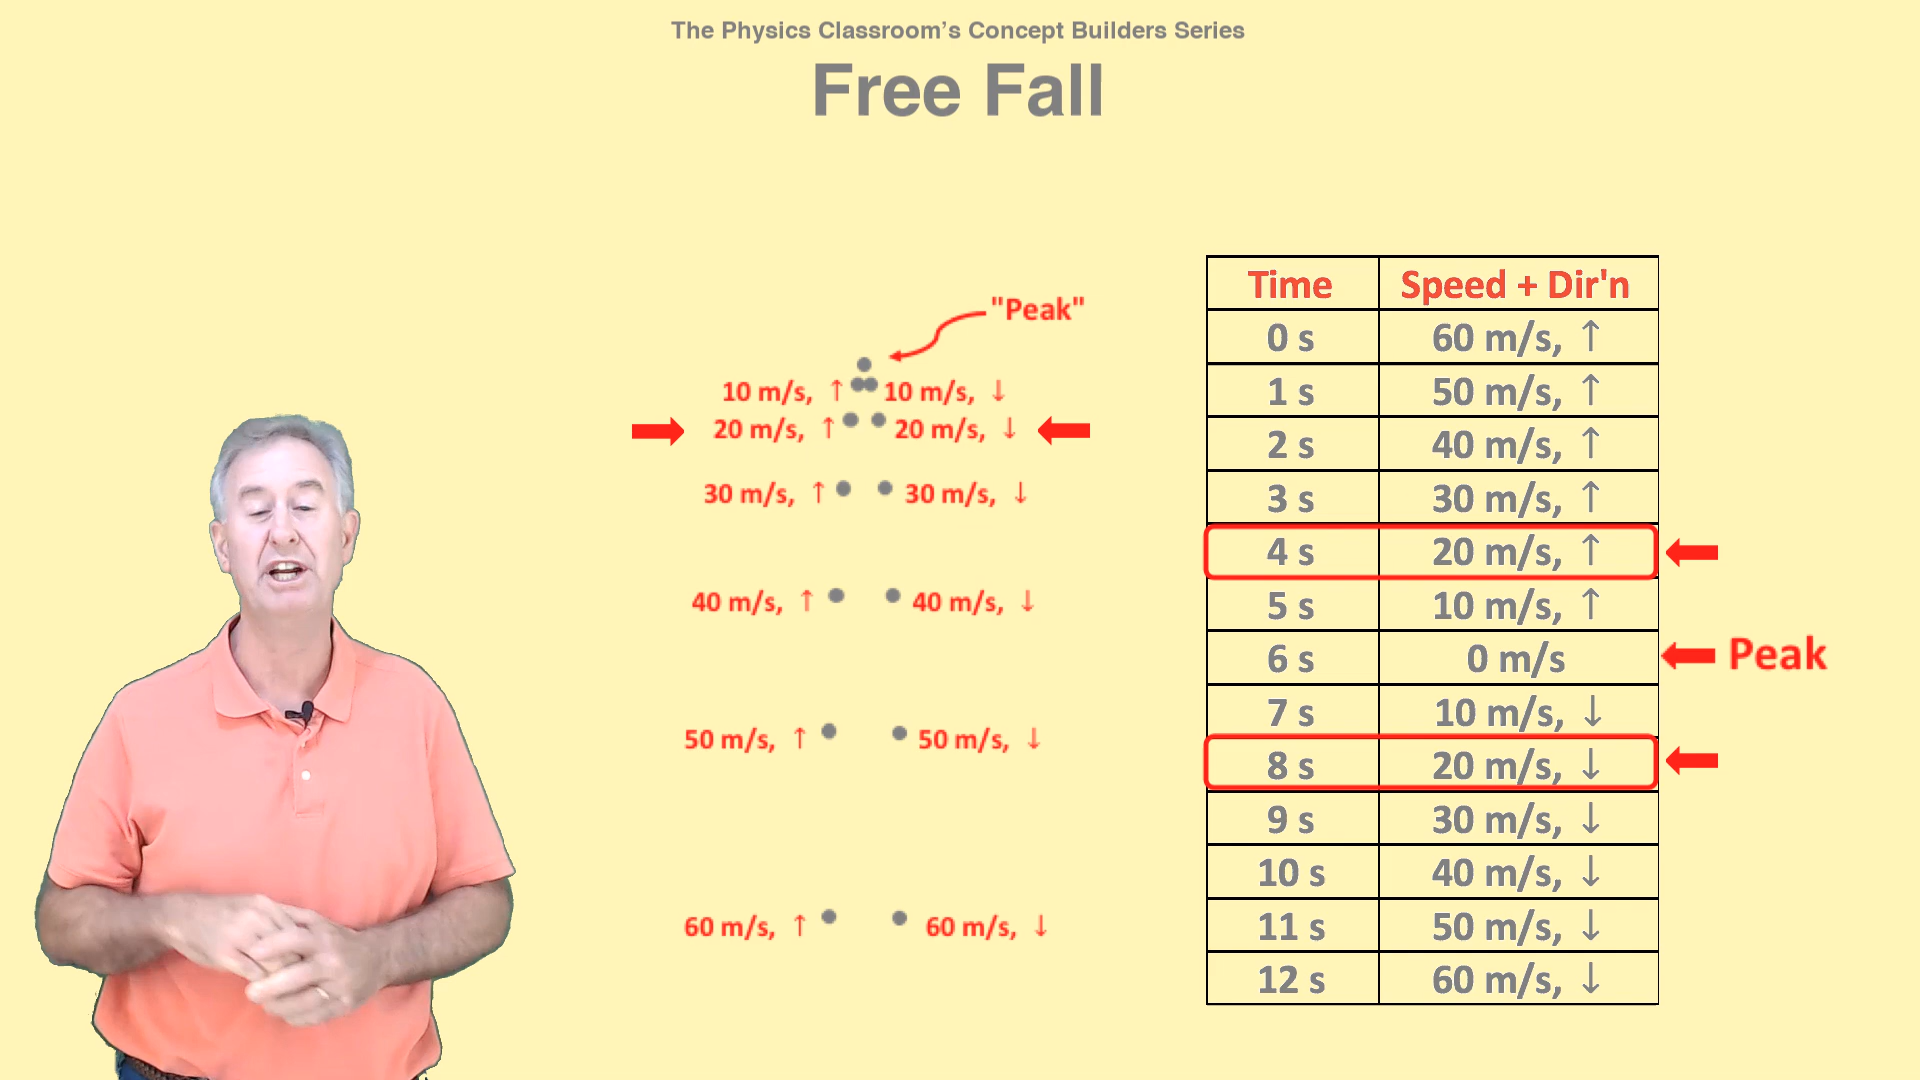 The Physics Classroom’s Concept Builders Series
Free Fall
"Peak"
10 m/s, ↑ 10 m/s, ↓
20 m/s, ↑ 20 m/s, ↓
30 m/s, ↑ 30 m/s, ↓
40 m/s, ↑ 40 m/s, ↓
50 m/s, ↑ 50 m/s, ↓
60 m/s, ↑ 60 m/s, ↓
Time Speed + Dir'n
0 s 60 m/s, ↑
1 s 50 m/s, ↑
2 s 40 m/s, ↑
3 s 30 m/s, ↑
4 s 20 m/s, ↑
5 s 10 m/s, ↑
6 s 0 m/s Peak
7 s 10 m/s, ↓
8 s 20 m/s, ↓
9 s 30 m/s, ↓
10 s 40 m/s, ↓
11 s 50 m/s, ↓
12 s 60 m/s, ↓